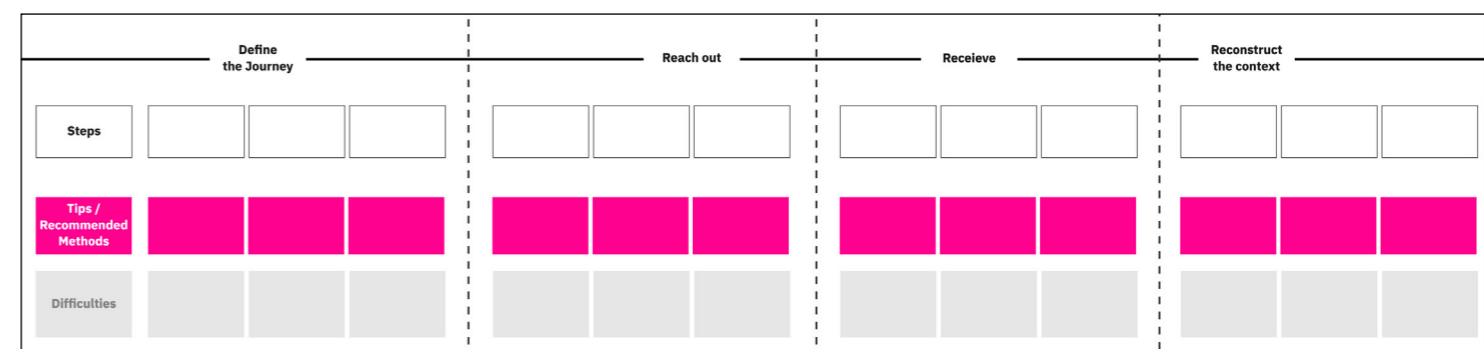 Define
the Journey
Reach out
Receieve
Reconstruct
the context
Steps
Tips /
Recommended
Methods
Difficulties